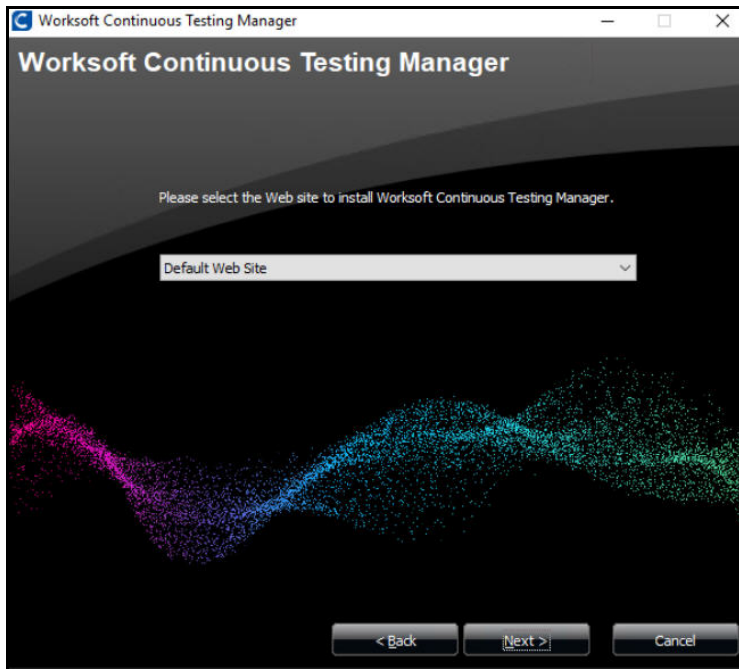 Worksoft Continuous Testing Manager
Worksoft Continuous Testing Manager
Please select the Web site to install Worksoft Continuous Testing Manager.
Default Web Site
< Back Next > Cancel